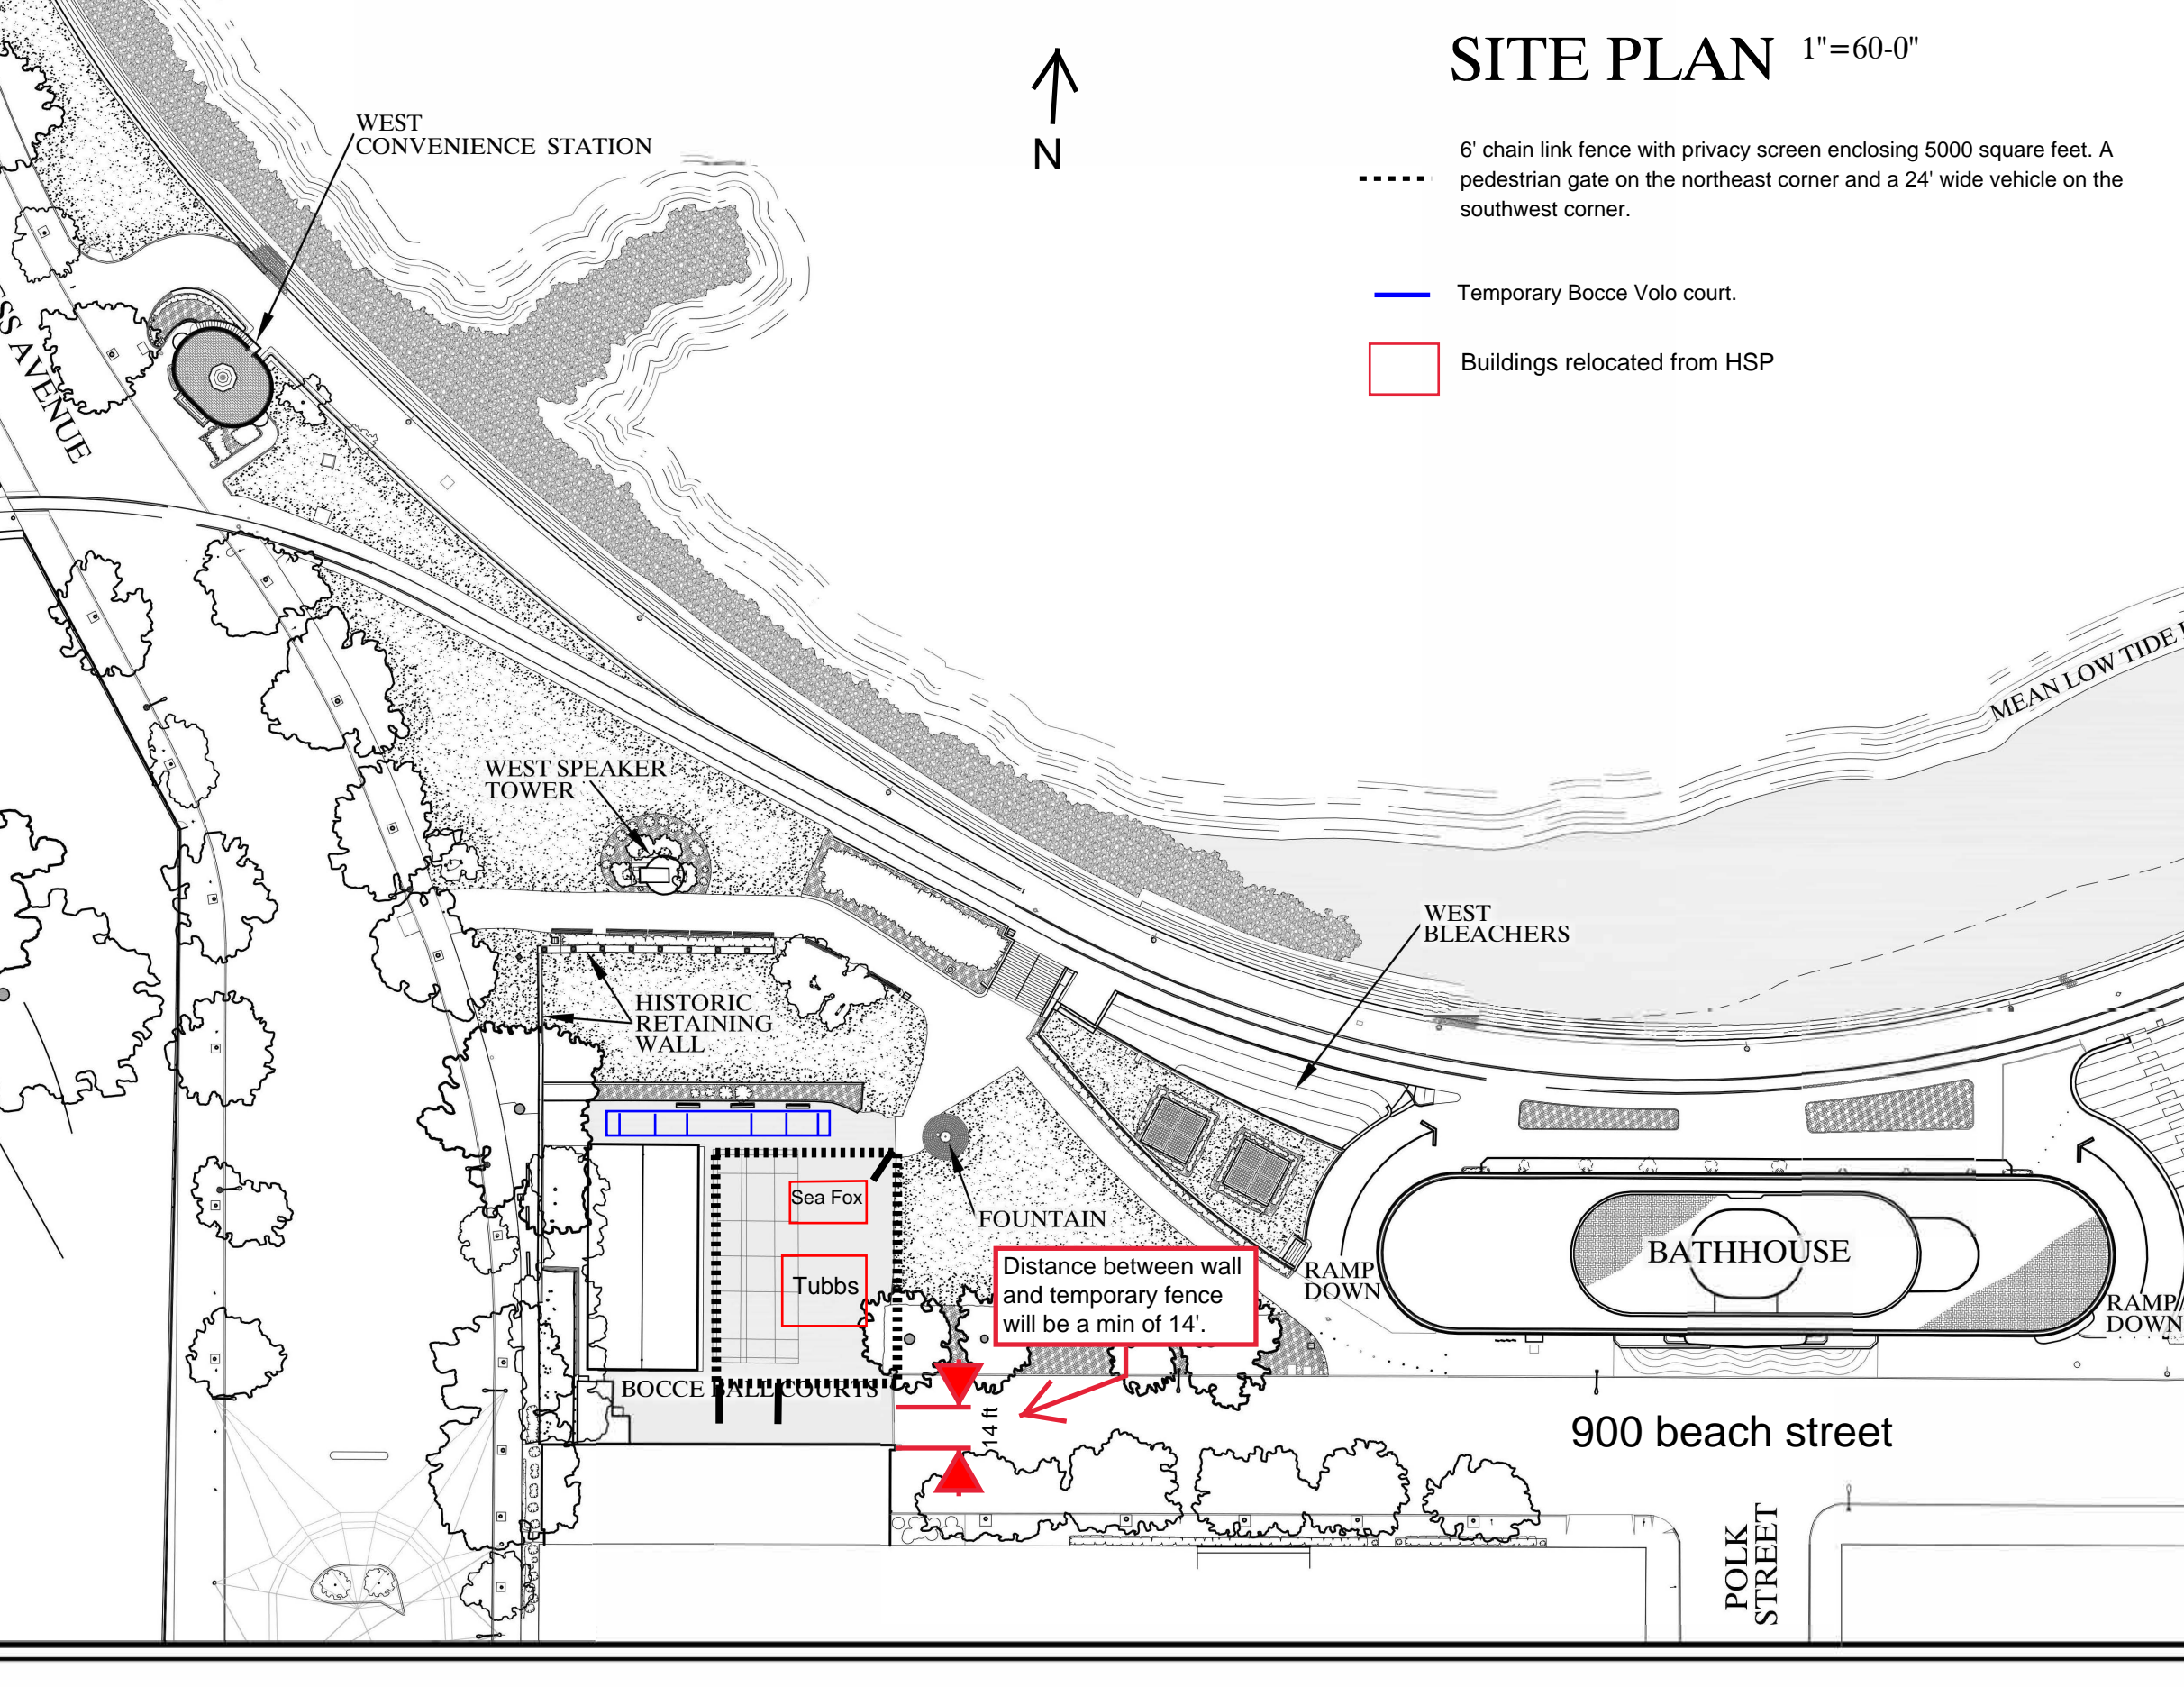 SITE PLAN 1"=60-0"
6' chain link fence with privacy screen enclosing 5000 square feet. A
pedestrian gate on the northeast corner and a 24' wide vehicle on the
southwest corner.
Temporary Bocce Volo court.
Buildings relocated from HSP
N
WEST
CONVENIENCE STATION
SS AVENUE
MEAN LOW TIDE
WEST SPEAKER
TOWER
WEST
BLEACHERS
HISTORIC
RETAINING
WALL
Sea Fox
FOUNTAIN
Tubbs
Distance between wall
and temporary fence
will be a min of 14'.
RAMP
DOWN
BATHHOUSE
RAMP
DOWN
BOCCE BALL COURTS
14 ft
900 beach street
POLK
STREET